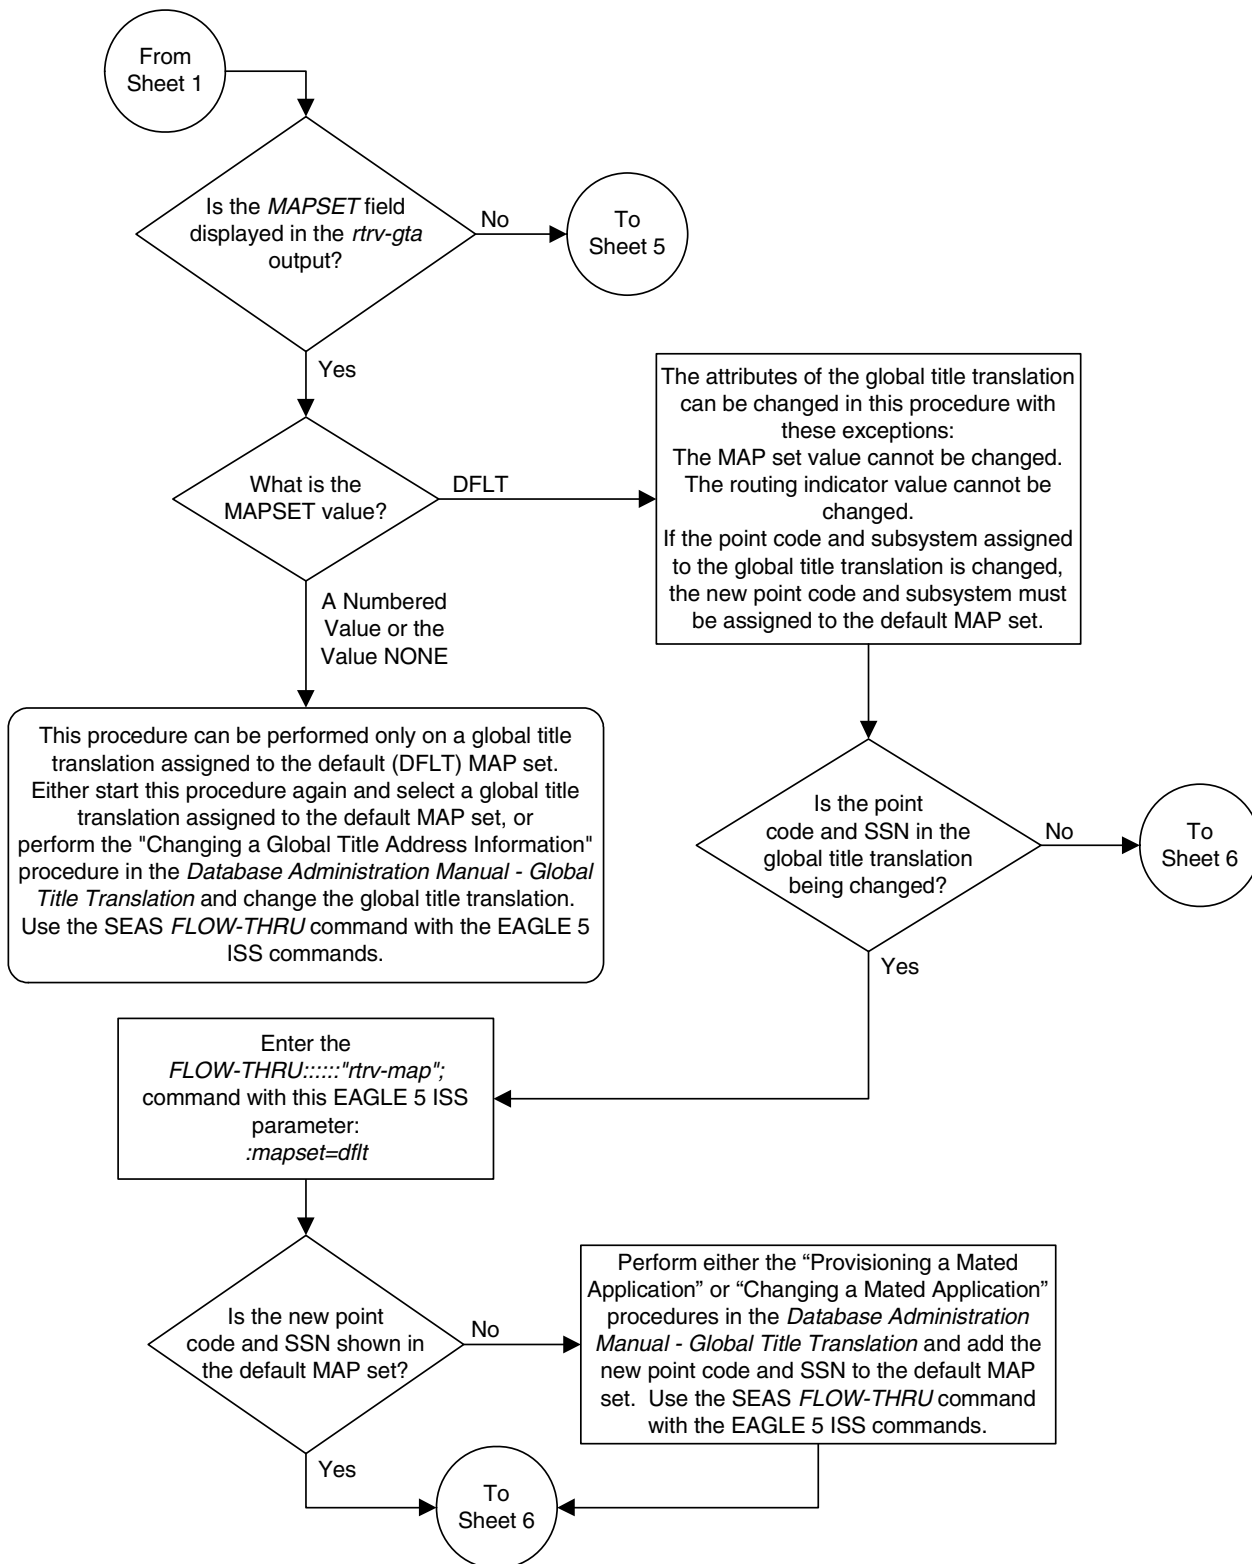 From
Sheet 1
Is the MAPSET field
displayed in the rtrv-gta
output?
No
To
Sheet 5
Yes
What is the
MAPSET value?
DFLT
The attributes of the global title translation
can be changed in this procedure with
these exceptions:
The MAP set value cannot be changed.
The routing indicator value cannot be
changed.
If the point code and subsystem assigned
to the global title translation is changed,
the new point code and subsystem must
be assigned to the default MAP set.
A Numbered
Value or the
Value NONE
This procedure can be performed only on a global title
translation assigned to the default (DFLT) MAP set.
Either start this procedure again and select a global title
translation assigned to the default MAP set, or
perform the "Changing a Global Title Address Information"
procedure in the Database Administration Manual - Global
Title Translation and change the global title translation.
Use the SEAS FLOW-THRU command with the EAGLE 5
ISS commands.
Is the point
code and SSN in the
global title translation
being changed?
No
To
Sheet 6
Yes
Enter the
FLOW-THRU::::::"rtrv-map";
command with this EAGLE 5 ISS
parameter:
:mapset=dflt
Is the new point
code and SSN shown in
the default MAP set?
No
Perform either the “Provisioning a Mated
Application” or “Changing a Mated Application”
procedures in the Database Administration
Manual - Global Title Translation and add the
new point code and SSN to the default MAP
set.  Use the SEAS FLOW-THRU command
with the EAGLE 5 ISS commands.
Yes
To
Sheet 6